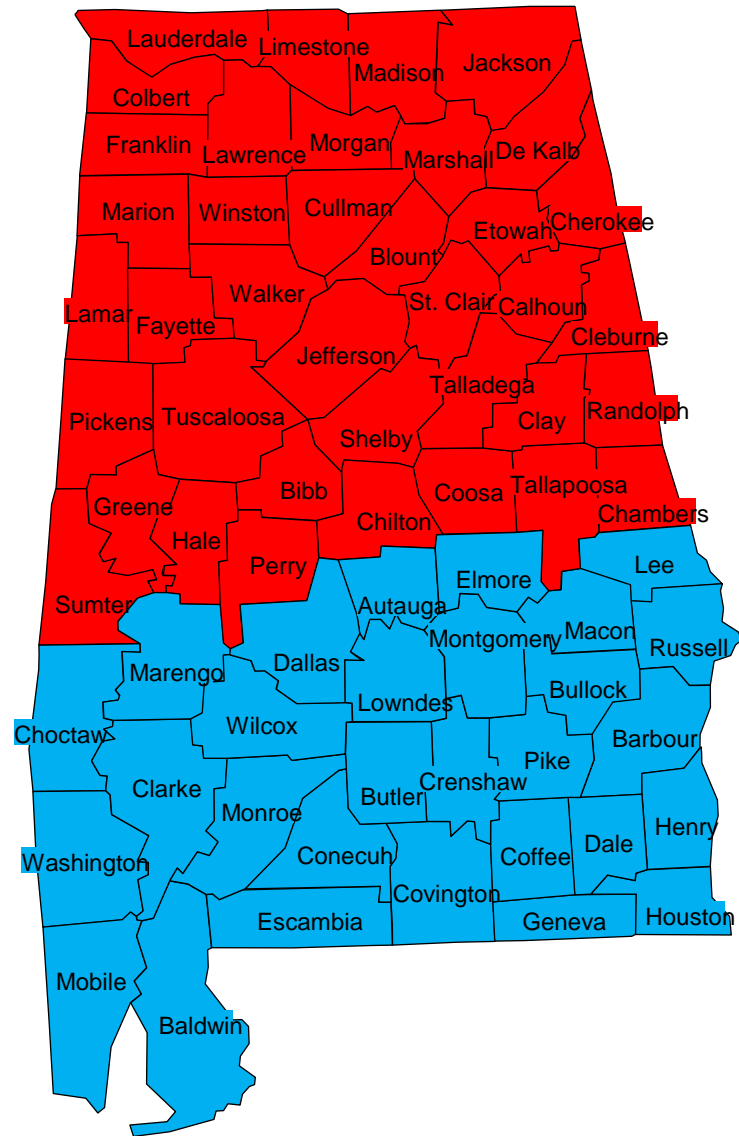 Lauderdale
Limestone
Madison
Jackson
Colbert
Franklin
Lawrence
Morgan
Marshall
De Kalb
Marion
Winston
Cullman
Etowah
Cherokee
Blount
Lamar
Fayette
Walker
St. Clair
Calhoun
Cleburne
Jefferson
Talladega
Pickens
Tuscaloosa
Shelby
Clay
Randolph
Greene
Bibb
Coosa
Tallapoosa
Hale
Chilton
Chambers
Sumter
Perry
Autauga
Elmore
Lee
Marengo
Dallas
Montgomery
Macon
Russell
Choctaw
Wilcox
Lowndes
Bullock
Barbour
Clarke
Monroe
Butler
Crenshaw
Pike
Henry
Washington
Conecuh
Covington
Coffee
Dale
Escambia
Geneva
Houston
Mobile
Baldwin